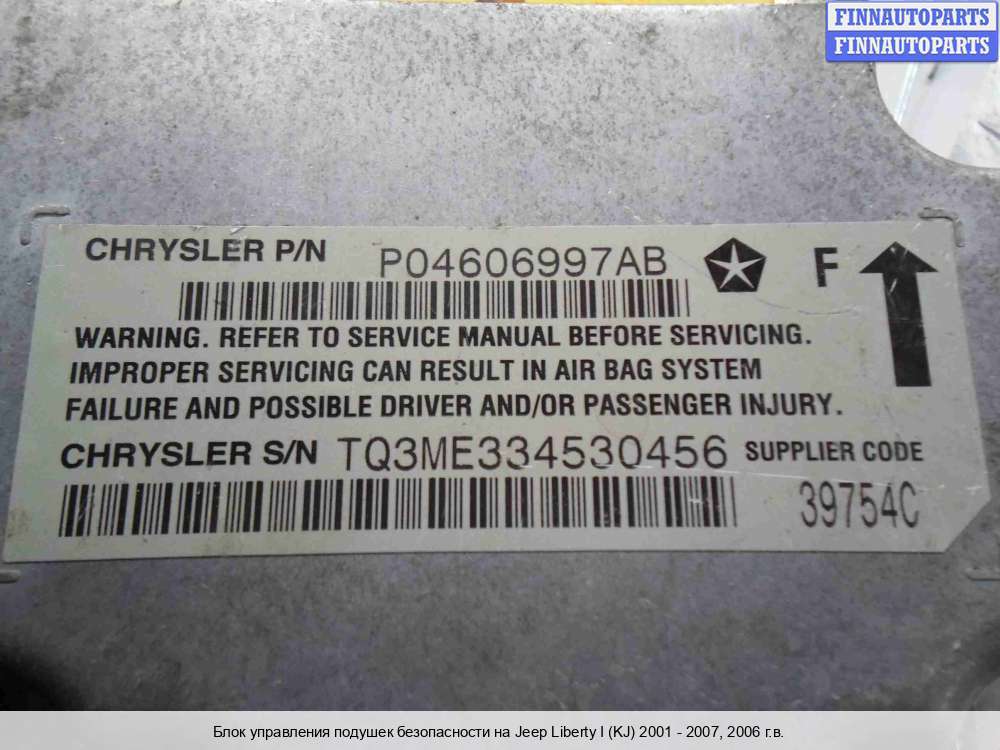 FINNAUTOPARTS
FINNAUTOPARTS
CHRYSLER P/N P04606997AB F
WARNING. REFER TO SERVICE MANUAL BEFORE SERVICING.
IMPROPER SERVICING CAN RESULT IN AIR BAG SYSTEM
FAILURE AND POSSIBLE DRIVER AND/OR PASSENGER INJURY.
CHRYSLER S/N TQ3ME334530456 SUPPLIER CODE
39754C
Блок управления подушек безопасности на Jeep Liberty I (KJ) 2001 - 2007, 2006 г.в.